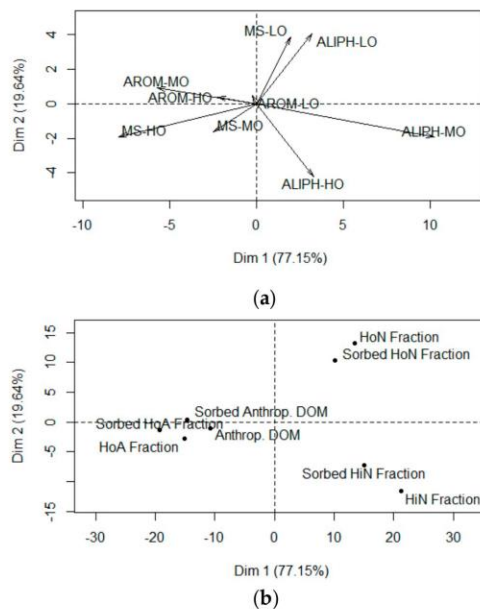 MS-LO
ALIPH-LO
AROM-MO
AROM-HO
AROM-LO
MS-HO
MS-MO
ALIPH-MO
ALIPH-HO
Dim 2 (19.64%)
4
2
0
-2
-4
-10
-5
0
5
10
Dim 1 (77.15%)
(a)
HoN Fraction
Sorbed HoN Fraction
Sorbed Anthrop. DOM
Sorbed HoA Fraction
Anthrop. DOM
HoA Fraction
Sorbed HiN Fraction
HiN Fraction
Dim 2 (19.64%)
15
10
5
0
-5
-15
-30
-20
-10
0
10
20
30
Dim 1 (77.15%)
(b)